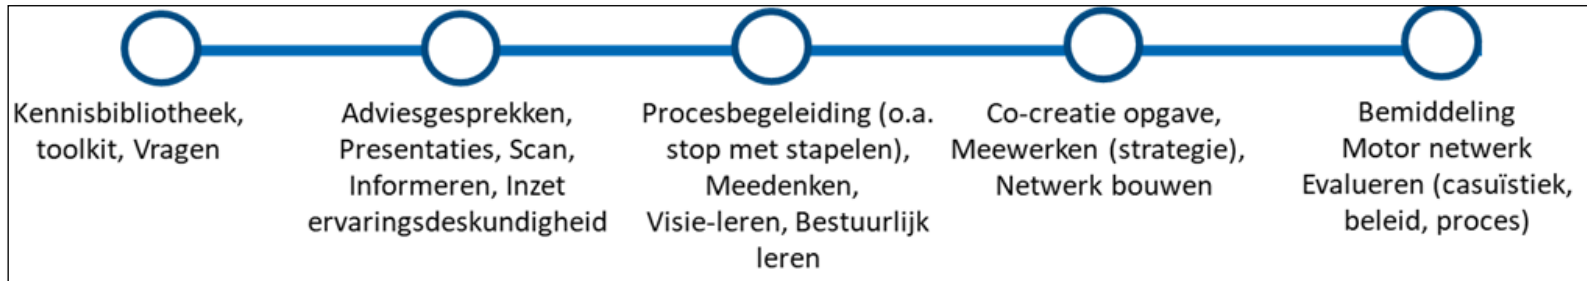 Kennisbibliotheek,
toolkit, Vragen
Adviesgesprekken,
Presentaties, Scan,
Informeren, Inzet
ervaringsdeskundigheid
Procesbegeleiding (o.a.
stop met stapelen),
Meedenken,
Visie-leren, Bestuurlijk
leren
Co-creatie opgave,
Meewerken (strategie),
Netwerk bouwen
Bemiddeling
Motor netwerk
Evalueren (casuïstiek,
beleid, proces)